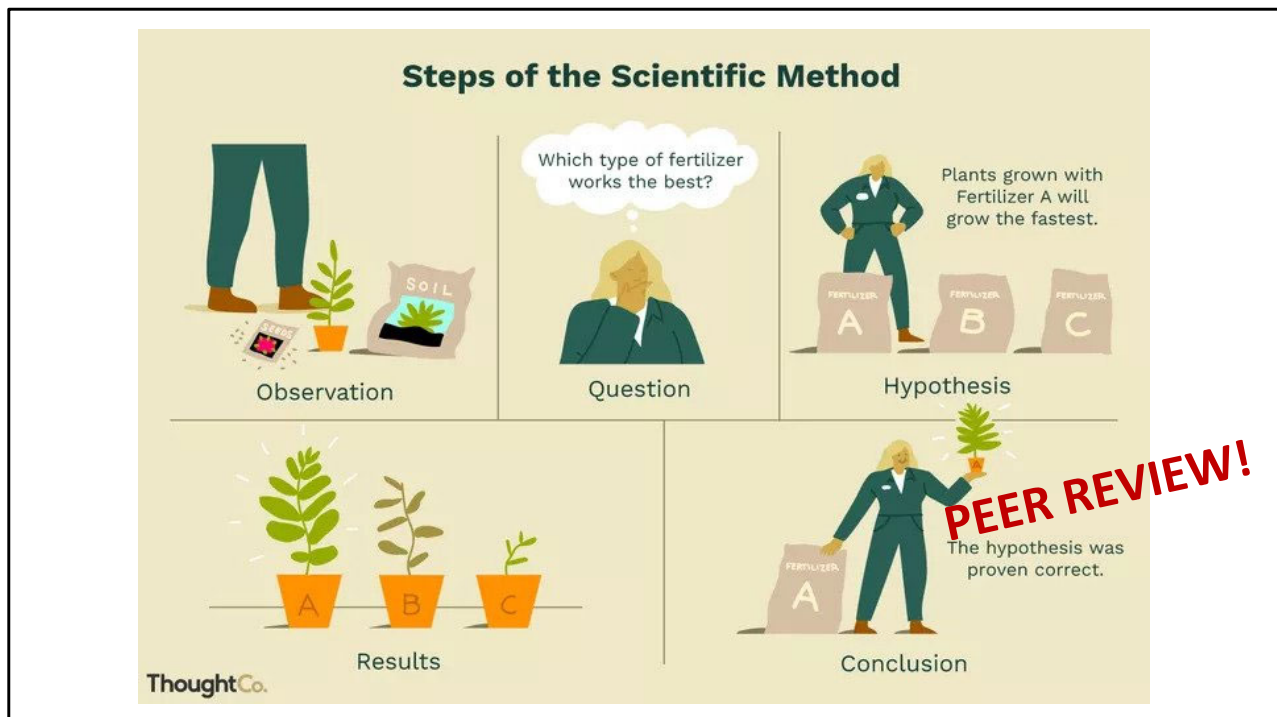 Steps of the Scientific Method
Which type of fertilizer
works the best?
Plants grown with
Fertilizer A will
grow the fastest.
SEEDS
SOIL
FERTILIZER
A
FERTILIZER
B
FERTILIZER
C
Observation
Question
Hypothesis
A
B
C
Results
A
PEER REVIEW!
FERTILIZER
A
The hypothesis was
proven correct.
Conclusion
ThoughtCo.